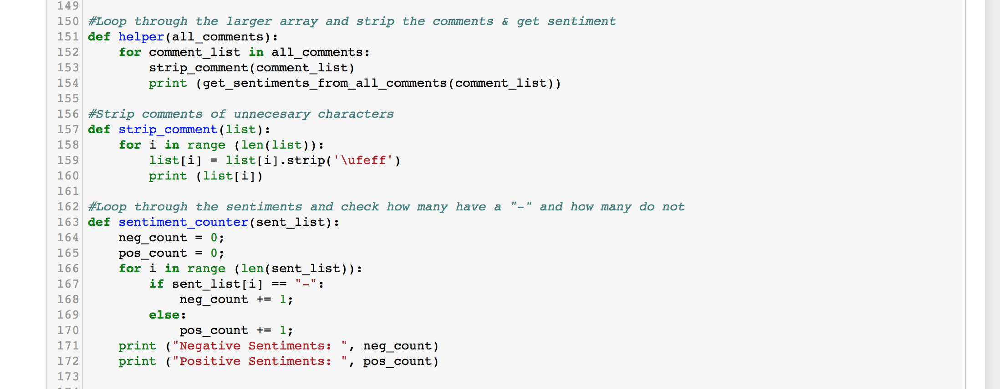 149
150 #Loop through the larger array and strip the comments & get sentiment
151 def helper(all_comments):
152     for comment_list in all_comments:
153         strip_comment(comment_list)
154         print (get_sentiments_from_all_comments(comment_list))
155
156 #Strip comments of unnecesary characters
157 def strip_comment(list):
158     for i in range (len(list)):
159         list[i] = list[i].strip('\ufeff')
160         print (list[i])
161
162 #Loop through the sentiments and check how many have a "-" and how many do not
163 def sentiment_counter(sent_list):
164     neg_count = 0;
165     pos_count = 0;
166     for i in range (len(sent_list)):
167         if sent_list[i] == "-":
168             neg_count += 1;
169         else:
170             pos_count += 1;
171     print ("Negative Sentiments: ", neg_count)
172     print ("Positive Sentiments: ", pos_count)
173